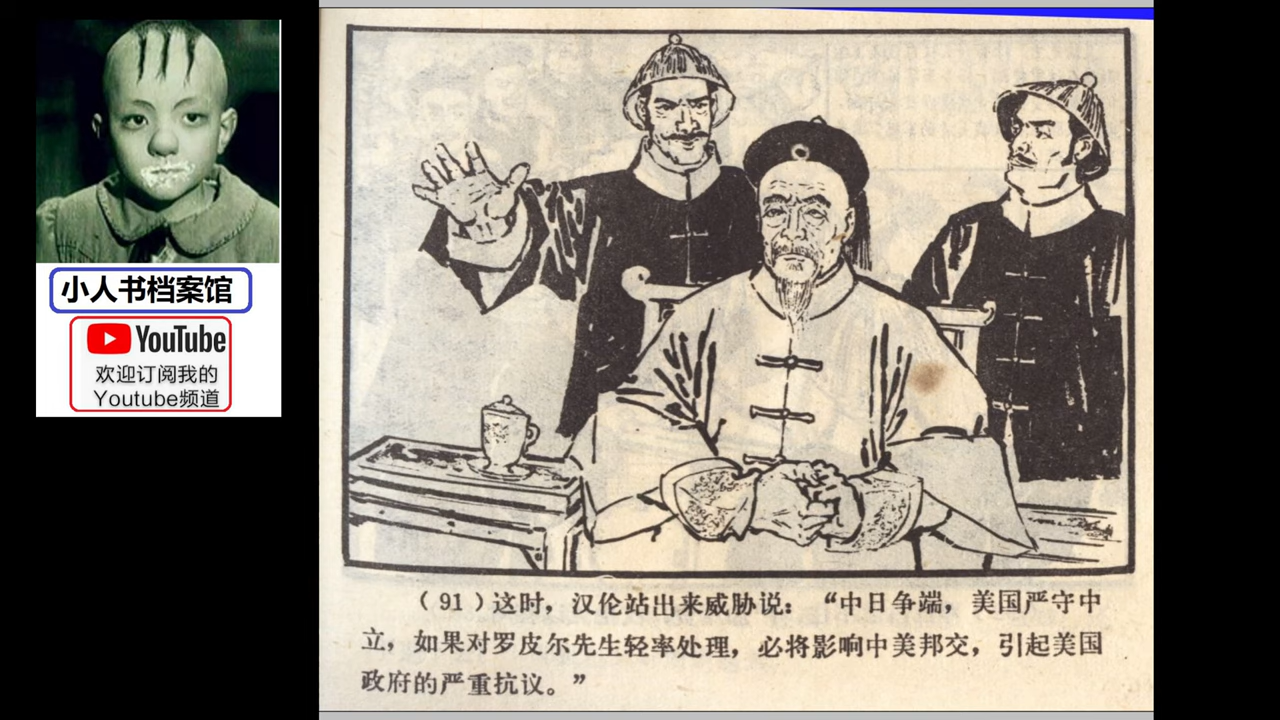 小人书档案馆
YouTube
欢迎订阅我的
Youtube频道
（91）这时，汉伦站出来威胁说：“中日争端，美国严守中
立，如果对罗皮尔先生轻率处理，必将影响中美邦交，引起美国
政府的严重抗议。”